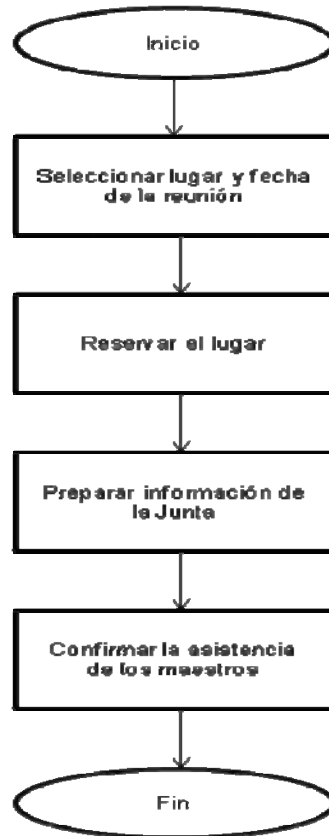 Inicio
Seleccionar lugar y fecha
de la reunión
Reservar el lugar
Preparar información de
la Junta
Confirmar la asistencia
de los maestros
Fin